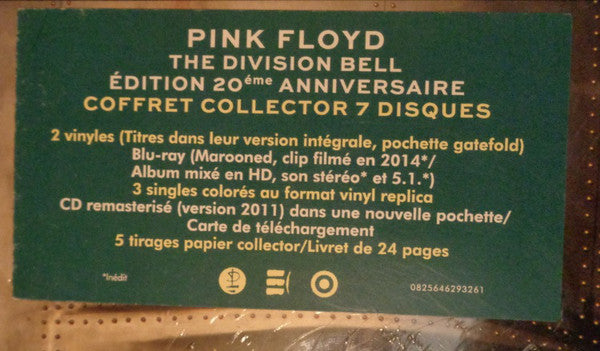 PINK FLOYD
THE DIVISION BELL
ÉDITION 20éme ANNIVERSAIRE
COFFRET COLLECTOR 7 DISQUES
2 vinyles (Titres dans leur version intégrale, pochette gatefold)
Blu-ray (Marooned, clip filmé en 2014*/
Album mixé en HD, son stéréo* et 5.1.*)
3 singles colorés au format vinyl replica
CD remasterisé (version 2011) dans une nouvelle pochette/
Carte de téléchargement
5 tirages papier collector/Livret de 24 pages
*Inédit
0825646293261